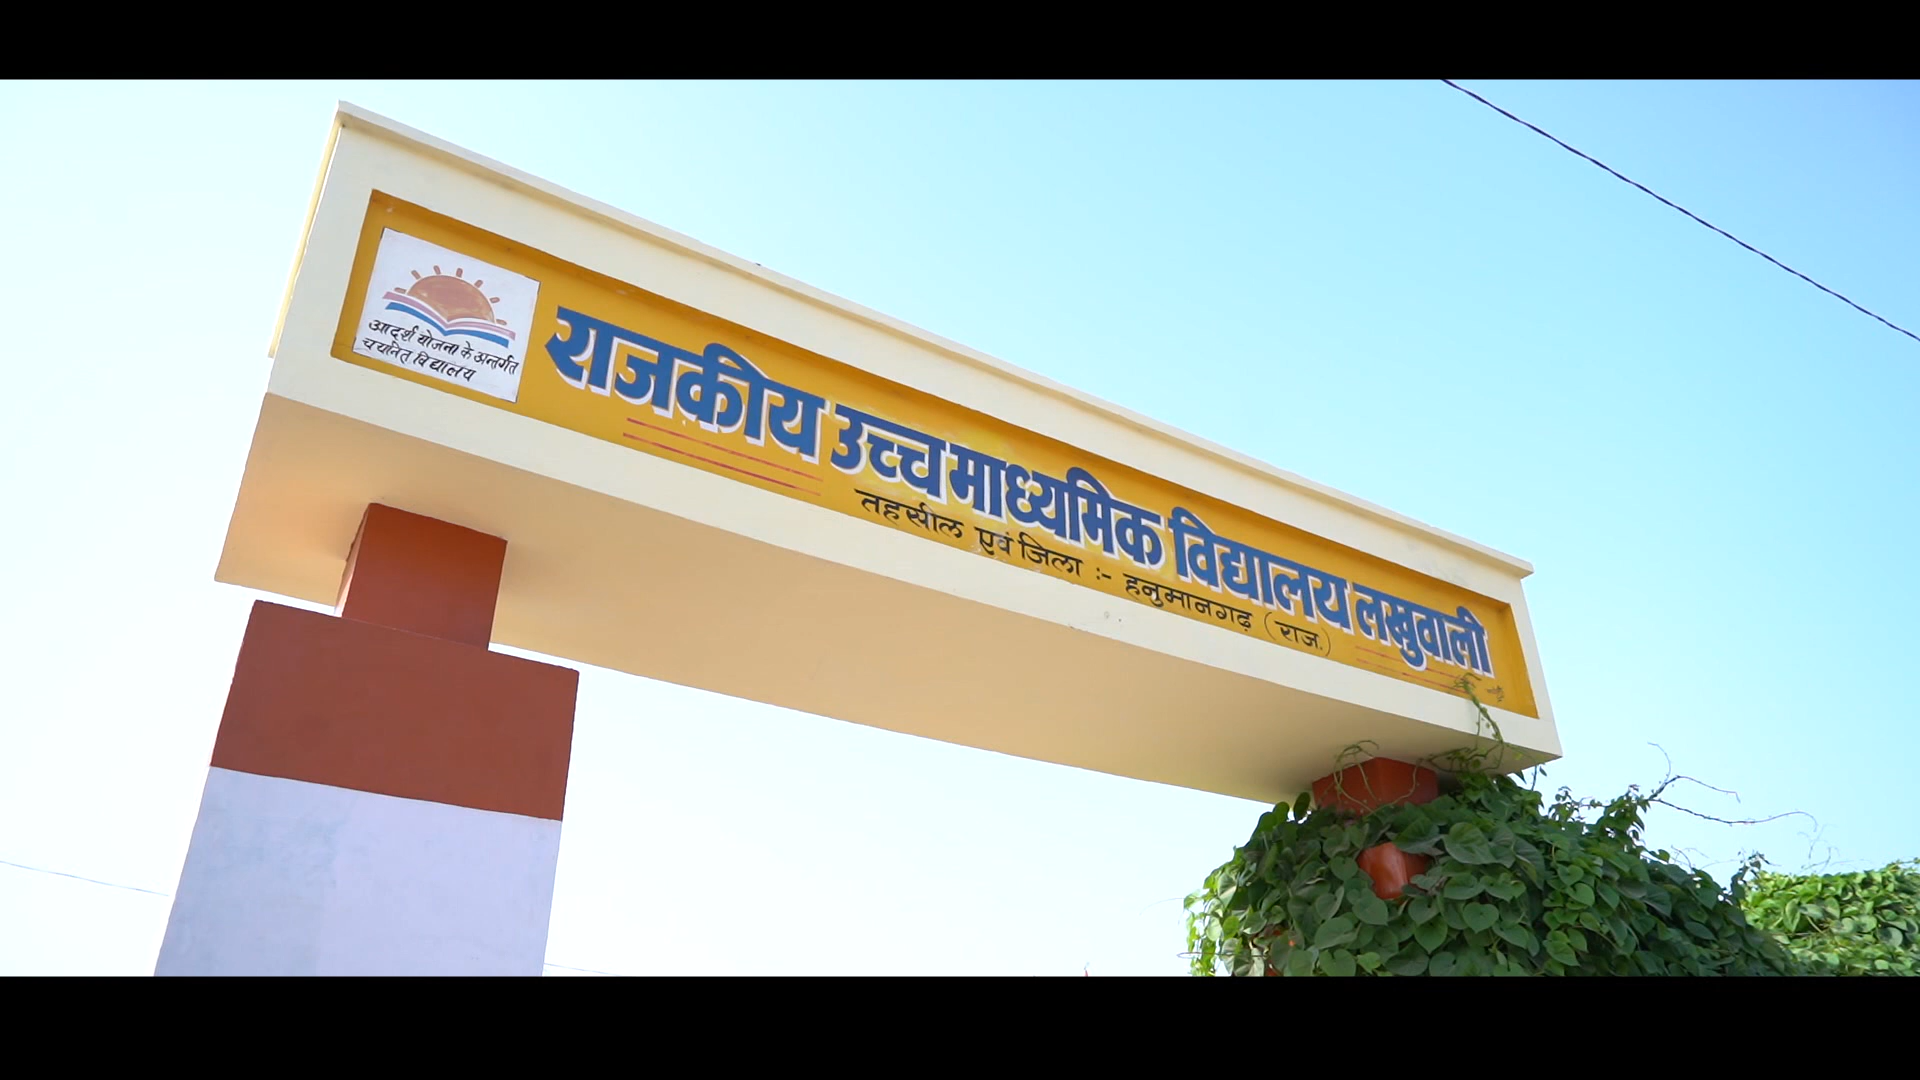 आदर्श योजना के अन्तर्गत
चयनित विद्यालय
राजकीय उच्च माध्यमिक विद्यालय लखुवाली
तहसील एवं जिला :- हनुमानगढ़ (राज.)